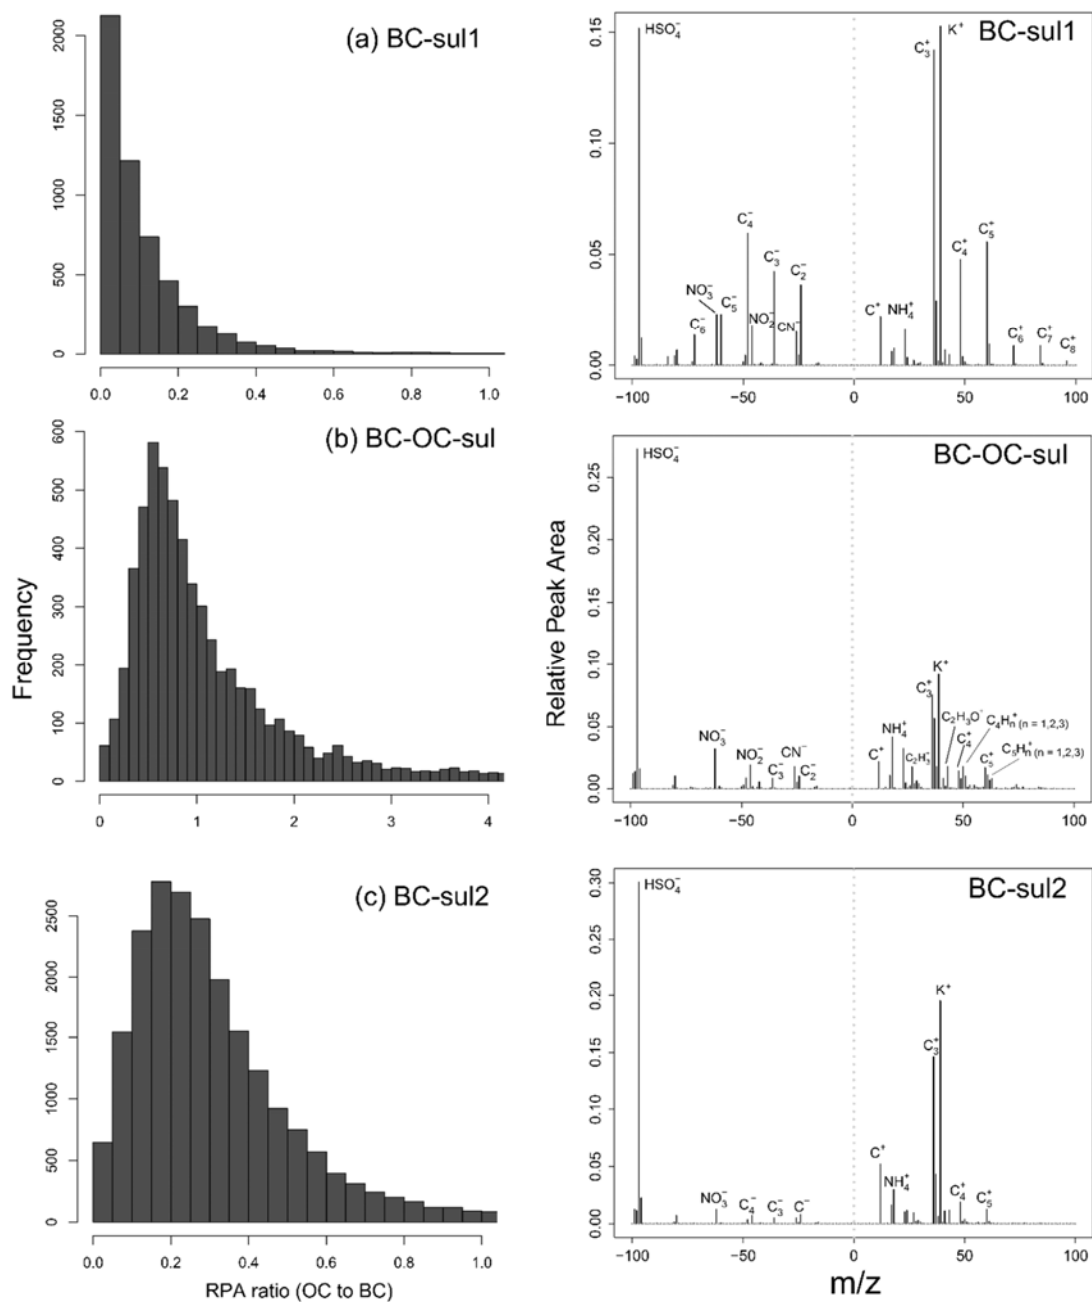 (a) BC-sul1
2000
1500
1000
500
0
0.0 0.2 0.4 0.6 0.8 1.0
BC-sul1
0.15
0.10
0.05
0.00
HSO₄⁻
C₃⁺
K⁺
C₄⁻
C₃⁻
C₂⁻
NO₃⁻
C₅⁻
C₆⁻
NO₂⁻
CN⁻
C⁺
NH₄⁺
C₄⁺
C₅⁺
C₆⁺
C₇⁺
C₈⁺
−100 −50 0 50 100
(b) BC-OC-sul
600
500
400
300
200
100
0
0 1 2 3 4
Frequency
BC-OC-sul
0.25
0.20
0.15
0.10
0.05
0.00
Relative Peak Area
HSO₄⁻
NO₃⁻
NO₂⁻
C₃⁻
CN⁻
C₂⁻
C⁺
NH₄⁺
C₂H₃⁻
C₃⁺
K⁺
C₂H₃O⁻
C₄⁺
C₄Hₙ⁺ (n = 1,2,3)
C₅⁺
C₅Hₙ⁺ (n = 1,2,3)
−100 −50 0 50 100
(c) BC-sul2
2500
2000
1500
1000
500
0
0.0 0.2 0.4 0.6 0.8 1.0
RPA ratio (OC to BC)
BC-sul2
0.30
0.25
0.20
0.15
0.10
0.05
0.00
HSO₄⁻
NO₃⁻
C₄⁻
C₃⁻
C⁻
C⁺
NH₄⁺
C₃⁺
K⁺
C₄⁺
C₅⁺
−100 −50 0 50 100
m/z